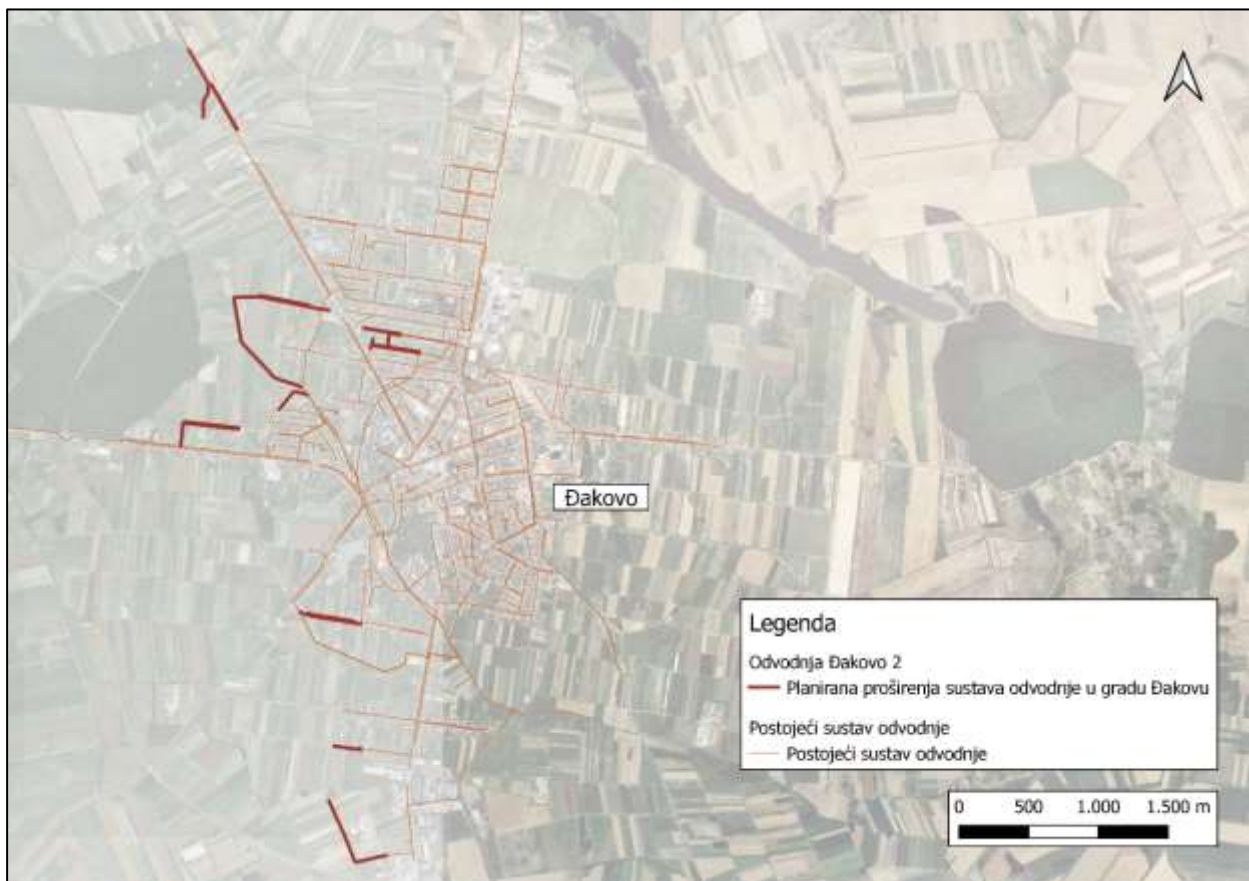 Đakovo
Legenda
Odvodnja Đakovo 2
Planirana proširenja sustava odvodnje u gradu Đakovu
Postojeći sustav odvodnje
Postojeći sustav odvodnje
0 500 1.000 1.500 m